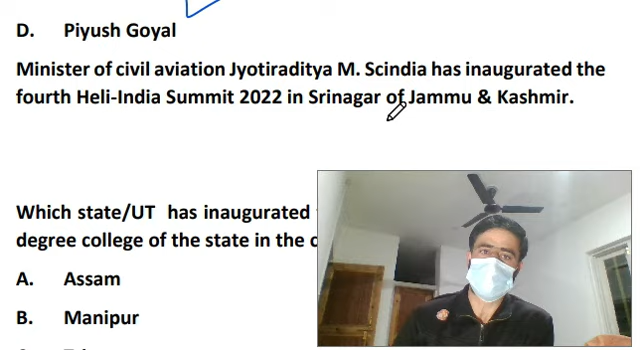 D. Piyush Goyal
Minister of civil aviation Jyotiraditya M. Scindia has inaugurated the
fourth Heli-India Summit 2022 in Srinagar of Jammu & Kashmir.
Which state/UT has inaugurated
degree college of the state in the
A. Assam
B. Manipur